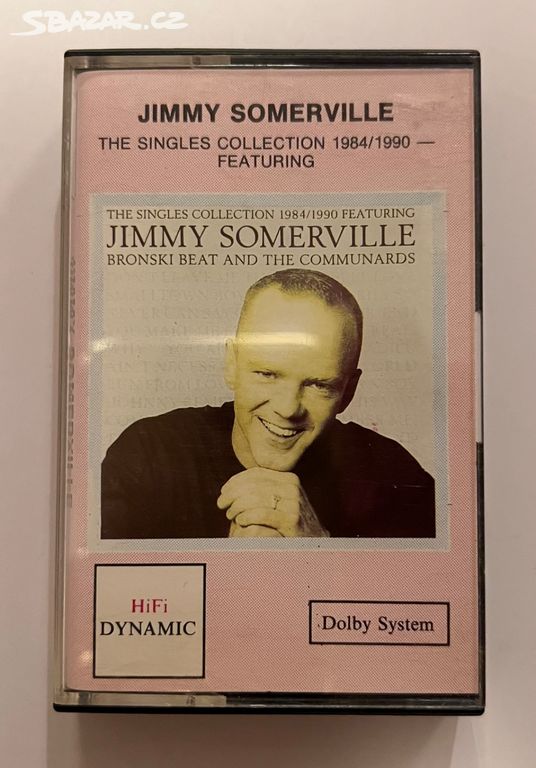 SBAZAR.CZ
JIMMY SOMERVILLE
THE SINGLES COLLECTION 1984/1990 —
FEATURING
THE SINGLES COLLECTION 1984/1990 FEATURING
JIMMY SOMERVILLE
BRONSKI BEAT AND THE COMMUNARDS
HiFi
DYNAMIC
Dolby System